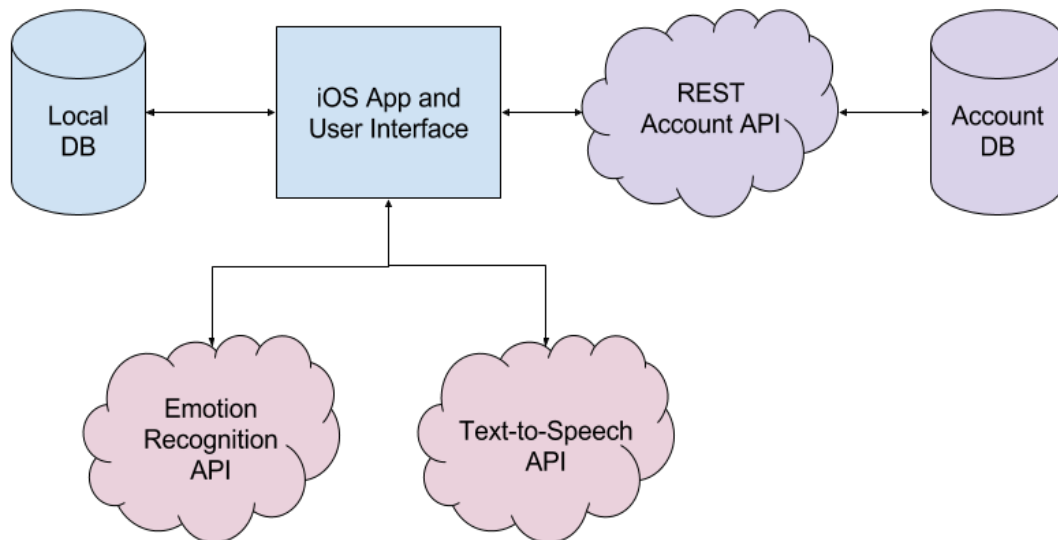 Local
DB
iOS App and
User Interface
REST
Account API
Account
DB
Emotion
Recognition
API
Text-to-Speech
API